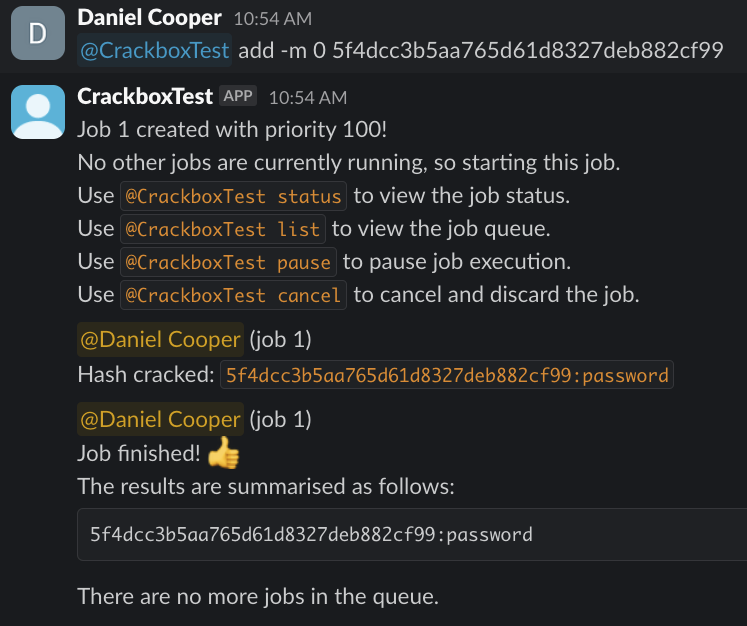 D
Daniel Cooper 10:54 AM
@CrackboxTest add -m 0 5f4dcc3b5aa765d61d8327deb882cf99
CrackboxTest APP 10:54 AM
Job 1 created with priority 100!
No other jobs are currently running, so starting this job.
Use @CrackboxTest status to view the job status.
Use @CrackboxTest list to view the job queue.
Use @CrackboxTest pause to pause job execution.
Use @CrackboxTest cancel to cancel and discard the job.
@Daniel Cooper (job 1)
Hash cracked: 5f4dcc3b5aa765d61d8327deb882cf99:password
@Daniel Cooper (job 1)
Job finished! 👍
The results are summarised as follows:
5f4dcc3b5aa765d61d8327deb882cf99:password
There are no more jobs in the queue.